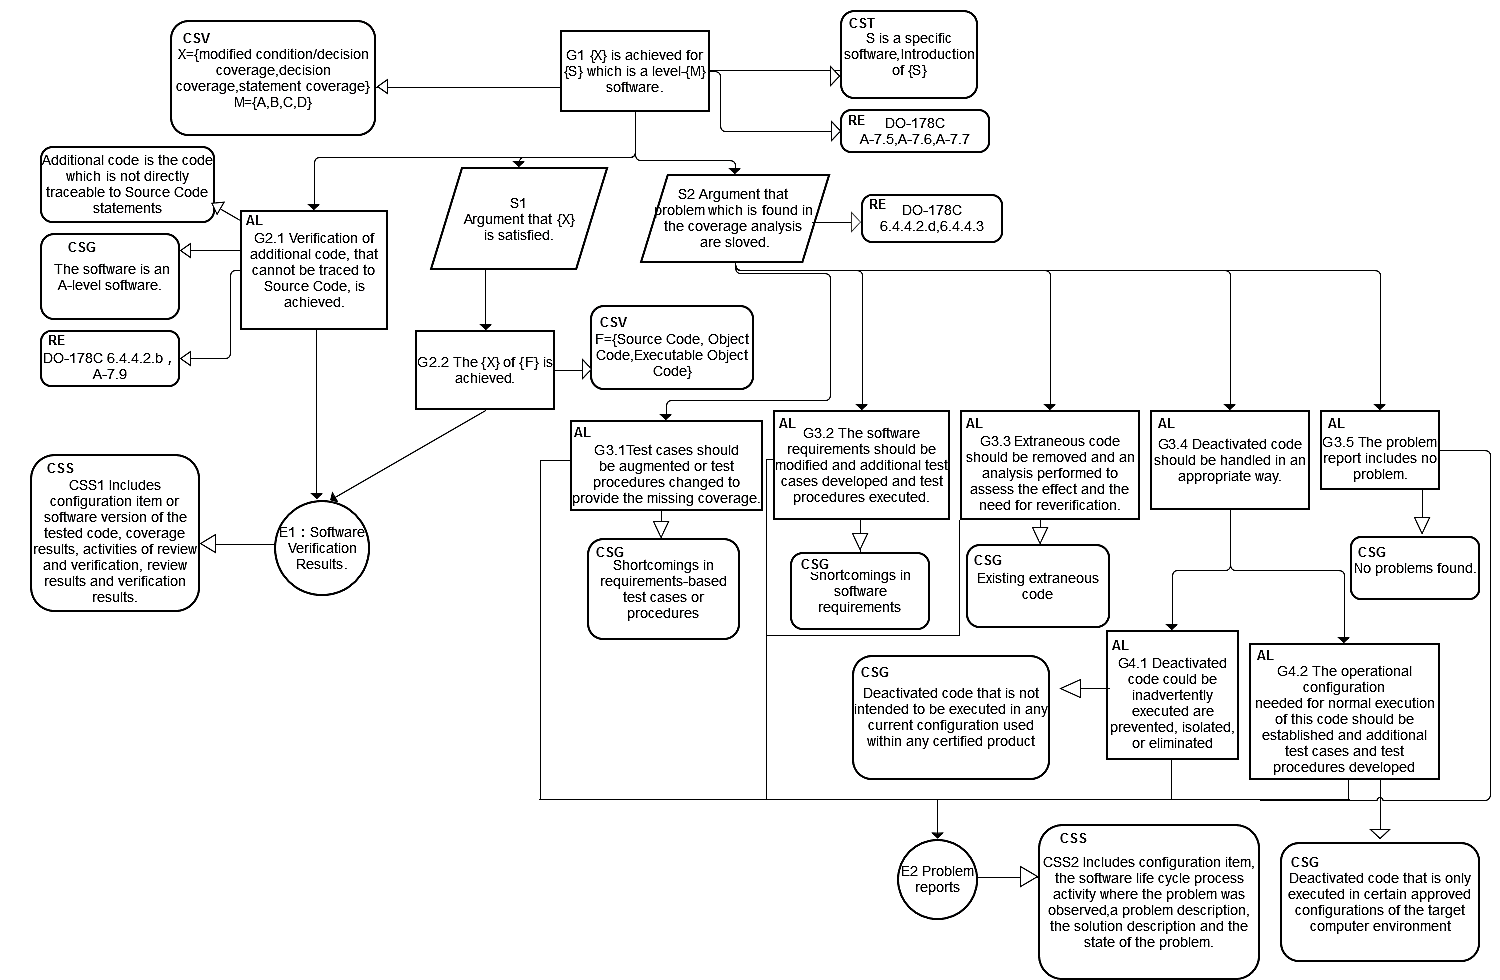 CSV
X={modified condition/decision
coverage,decision
coverage,statement coverage}
M={A,B,C,D}
G1 {X} is achieved for
{S} which is a level-{M}
software.
CST
S is a specific
software,Introduction
of {S}
RE DO-178C
A-7.5,A-7.6,A-7.7
Additional code is the code
which is not directly
traceable to Source Code
statements
AL
G2.1 Verification of
additional code, that
cannot be traced to
Source Code, is
achieved.
CSG
The software is an
A-level software.
RE
DO-178C 6.4.4.2.b ,
A-7.9
S1
Argument that {X}
is satisfied.
S2 Argument that
problem which is found in
the coverage analysis
are sloved.
RE DO-178C
6.4.4.2.d,6.4.4.3
G2.2 The {X} of {F} is
achieved.
CSV
F={Source Code, Object
Code,Executable Object
Code}
AL
G3.1Test cases should
be augmented or test
procedures changed to
provide the missing coverage.
AL
G3.2 The software
requirements should be
modified and additional test
cases developed and test
procedures executed.
AL
G3.3 Extraneous code
should be removed and an
analysis performed to
assess the effect and the
need for reverification.
AL
G3.4 Deactivated code
should be handled in an
appropriate way.
AL
G3.5 The problem
report includes no
problem.
CSS
CSS1 Includes
configuration item or
software version of the
tested code, coverage
results, activities of review
and verification, review
results and verification
results.
E1：Software
Verification
Results.
CSG
Shortcomings in
requirements-based
test cases or
procedures
CSG
Shortcomings in
software
requirements
CSG
Existing extraneous
code
CSG
No problems found.
CSG
Deactivated code that is not
intended to be executed in any
current configuration used
within any certified product
AL
G4.1 Deactivated
code could be
inadvertently
executed are
prevented, isolated,
or eliminated
AL
G4.2 The operational
configuration
needed for normal execution
of this code should be
established and additional
test cases and test
procedures developed
E2 Problem
reports
CSS
CSS2 Includes configuration item,
the software life cycle process
activity where the problem was
observed,a problem description,
the solution description and the
state of the problem.
CSG
Deactivated code that is only
executed in certain approved
configurations of the target
computer environment